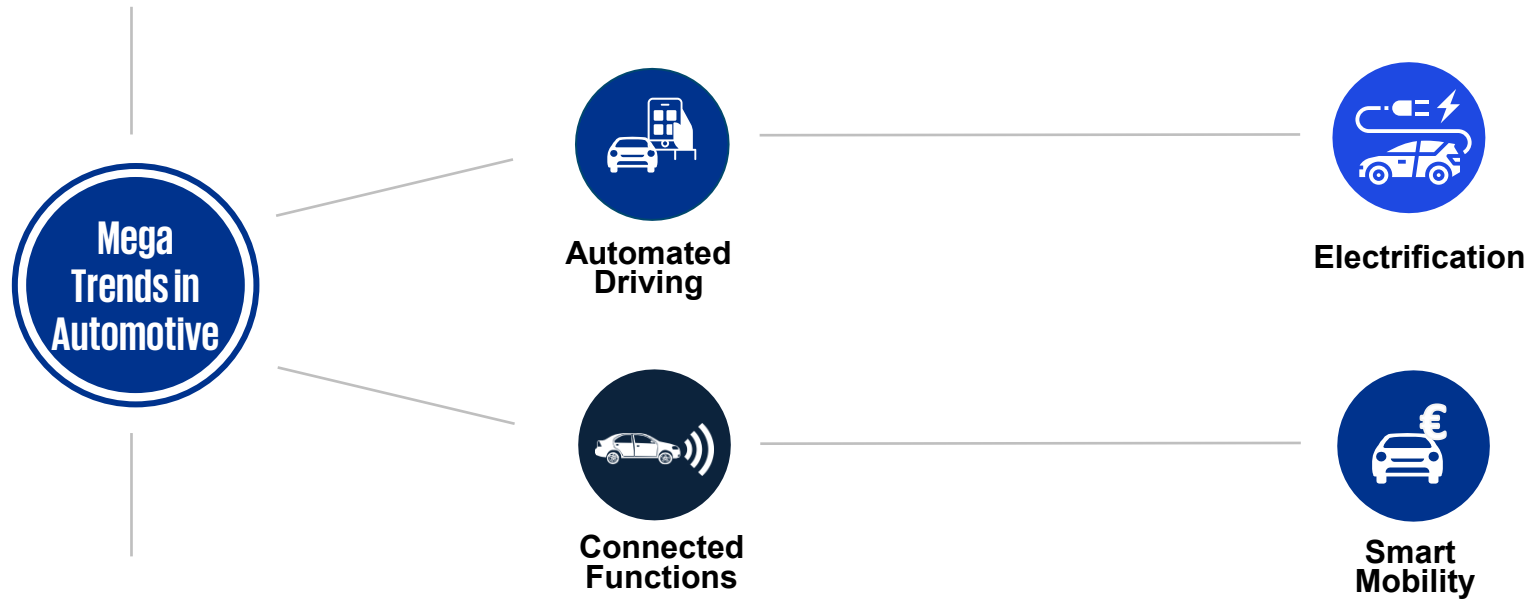 Mega
Trends in
Automotive
Automated
Driving
Electrification
Connected
Functions
€
Smart
Mobility